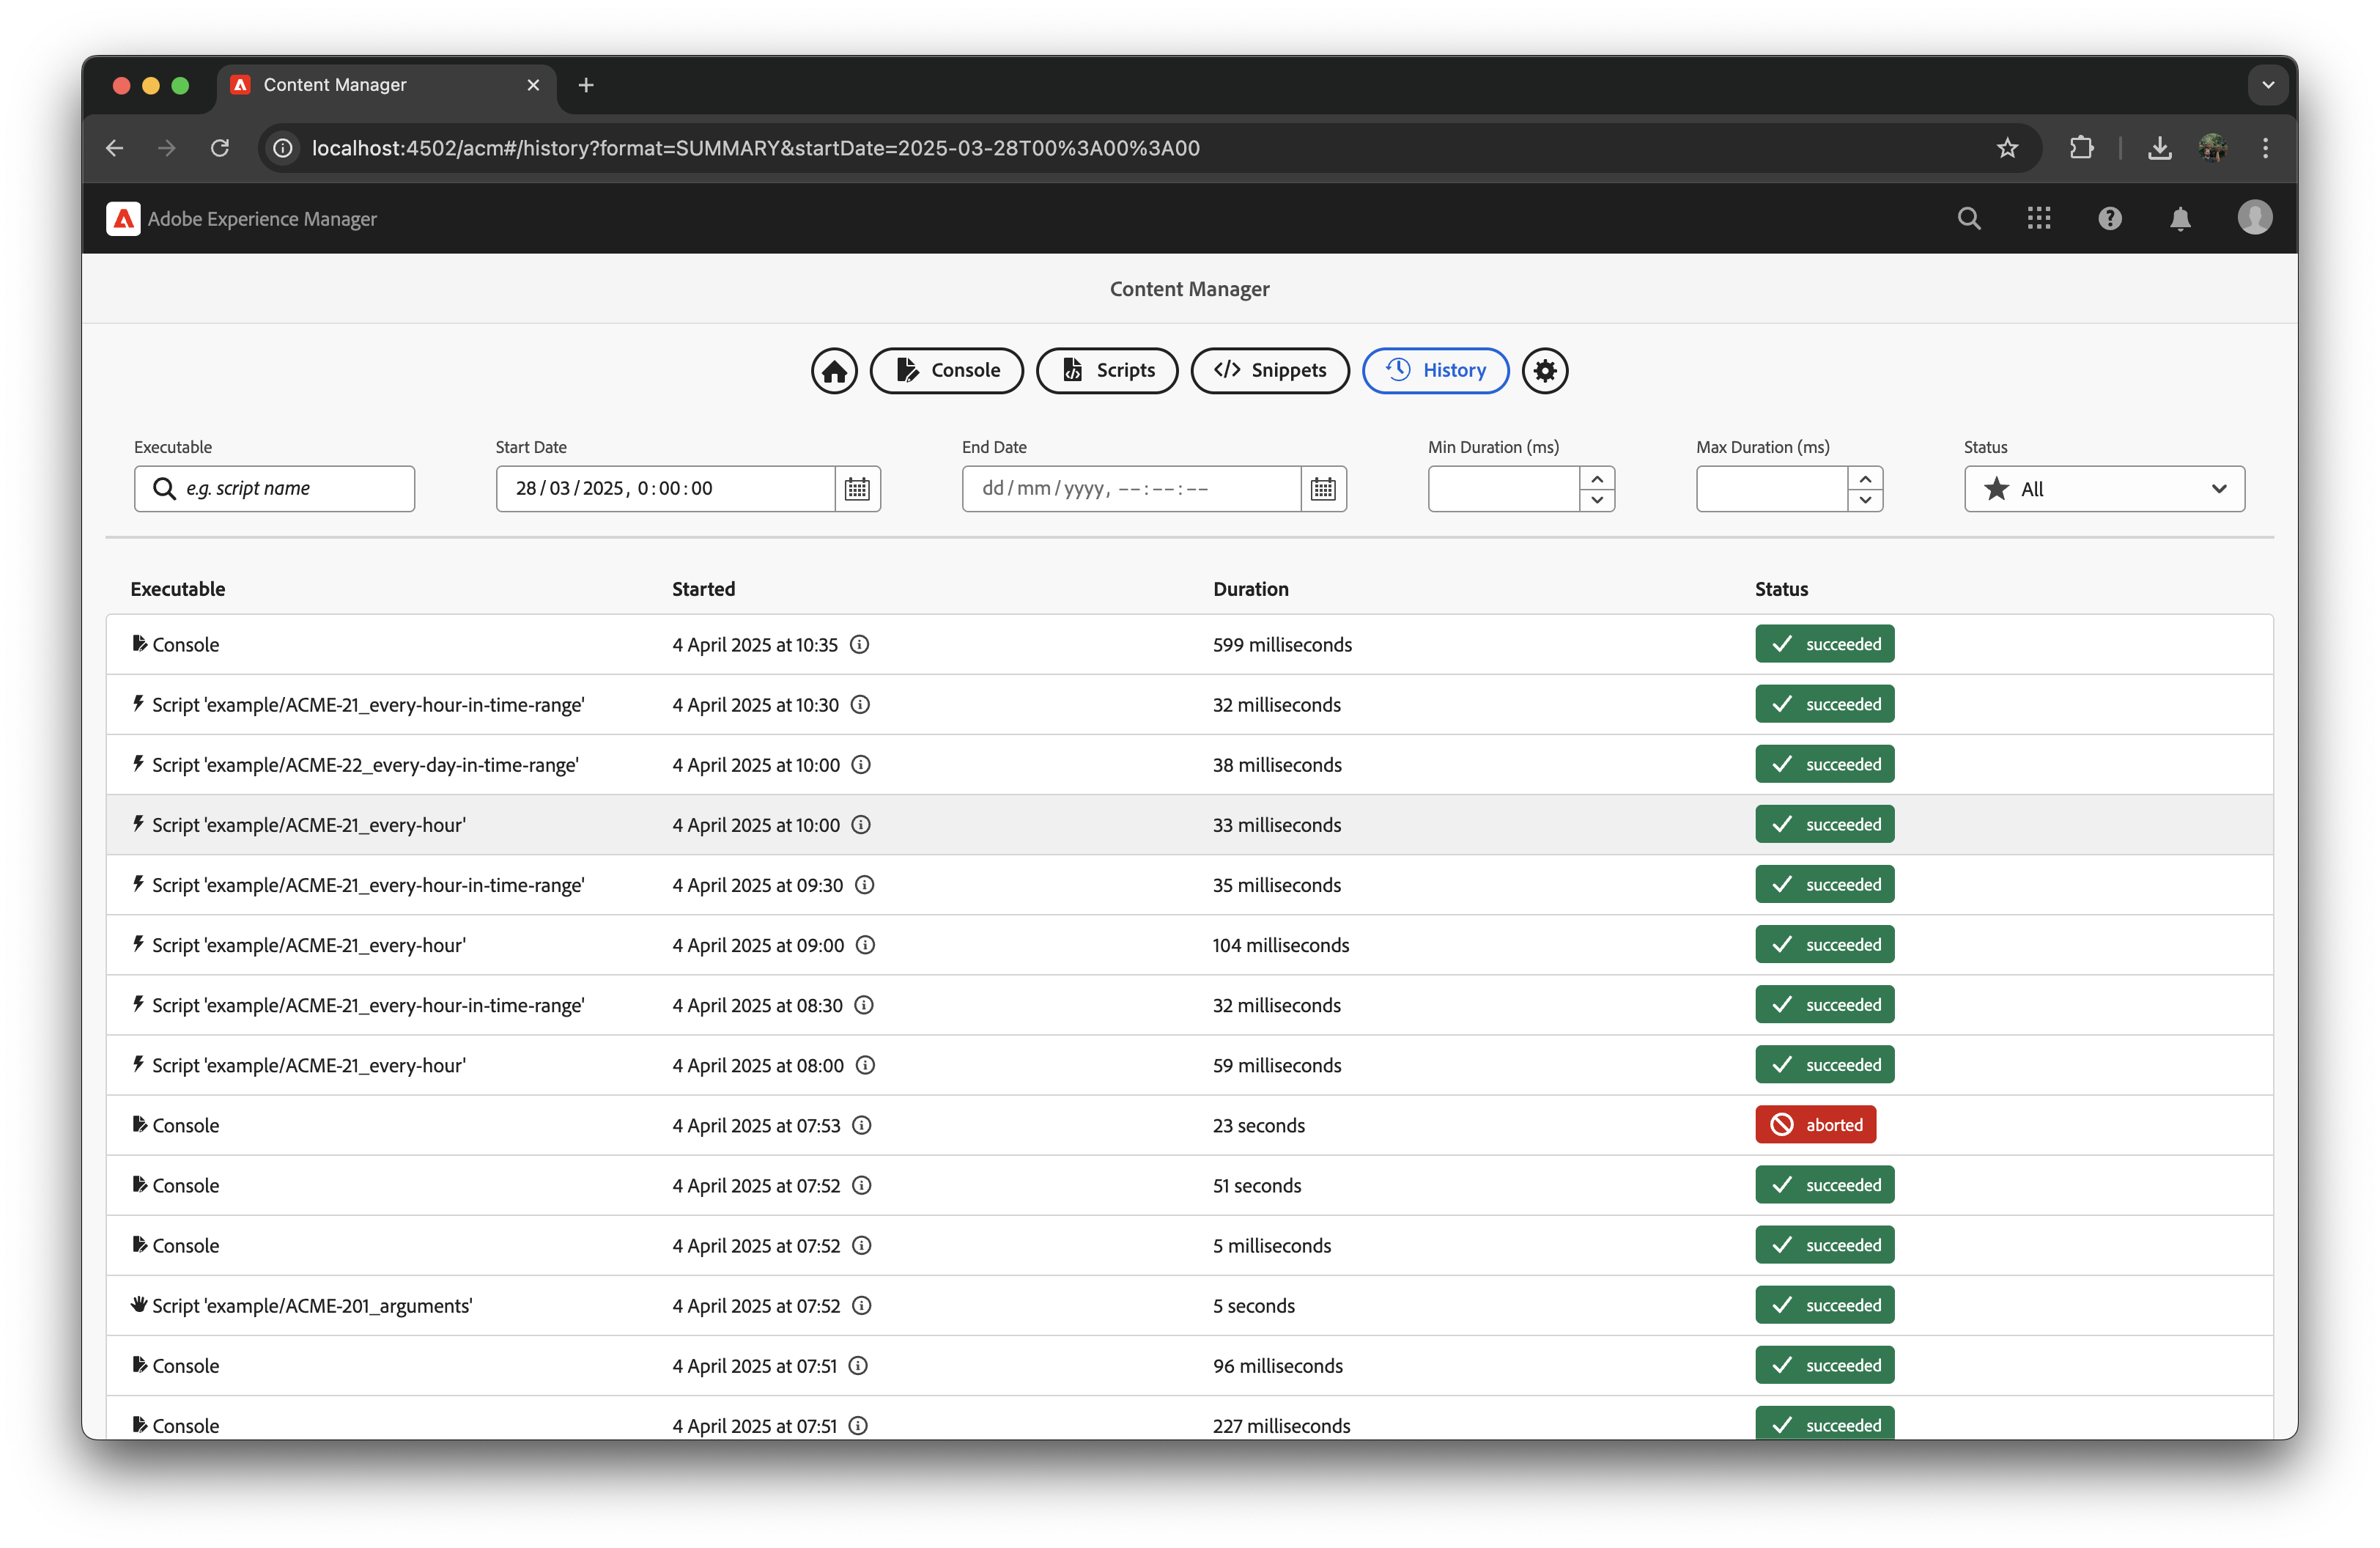 Content Manager
localhost:4502/acm#/history?format=SUMMARY&startDate=2025-03-28T00%3A00%3A00
Adobe Experience Manager
Content Manager
Console Scripts </> Snippets History
Executable Start Date End Date Min Duration (ms) Max Duration (ms) Status
e.g. script name 28/03/2025, 0:00:00 dd/mm/yyyy, --:--:-- All
Executable Started Duration Status
Console 4 April 2025 at 10:35 599 milliseconds succeeded
Script 'example/ACME-21_every-hour-in-time-range' 4 April 2025 at 10:30 32 milliseconds succeeded
Script 'example/ACME-22_every-day-in-time-range' 4 April 2025 at 10:00 38 milliseconds succeeded
Script 'example/ACME-21_every-hour' 4 April 2025 at 10:00 33 milliseconds succeeded
Script 'example/ACME-21_every-hour-in-time-range' 4 April 2025 at 09:30 35 milliseconds succeeded
Script 'example/ACME-21_every-hour' 4 April 2025 at 09:00 104 milliseconds succeeded
Script 'example/ACME-21_every-hour-in-time-range' 4 April 2025 at 08:30 32 milliseconds succeeded
Script 'example/ACME-21_every-hour' 4 April 2025 at 08:00 59 milliseconds succeeded
Console 4 April 2025 at 07:53 23 seconds aborted
Console 4 April 2025 at 07:52 51 seconds succeeded
Console 4 April 2025 at 07:52 5 milliseconds succeeded
Script 'example/ACME-201_arguments' 4 April 2025 at 07:52 5 seconds succeeded
Console 4 April 2025 at 07:51 96 milliseconds succeeded
Console 4 April 2025 at 07:51 227 milliseconds succeeded